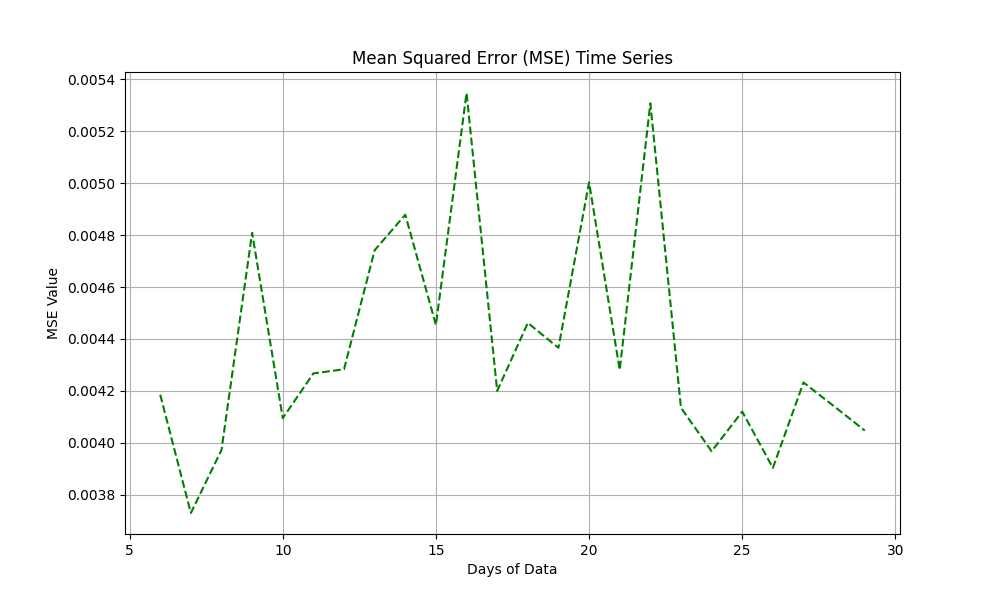 Mean Squared Error (MSE) Time Series
0.0054
0.0052
0.0050
0.0048
0.0046
0.0044
0.0042
0.0040
0.0038
MSE Value
5 10 15 20 25 30
Days of Data